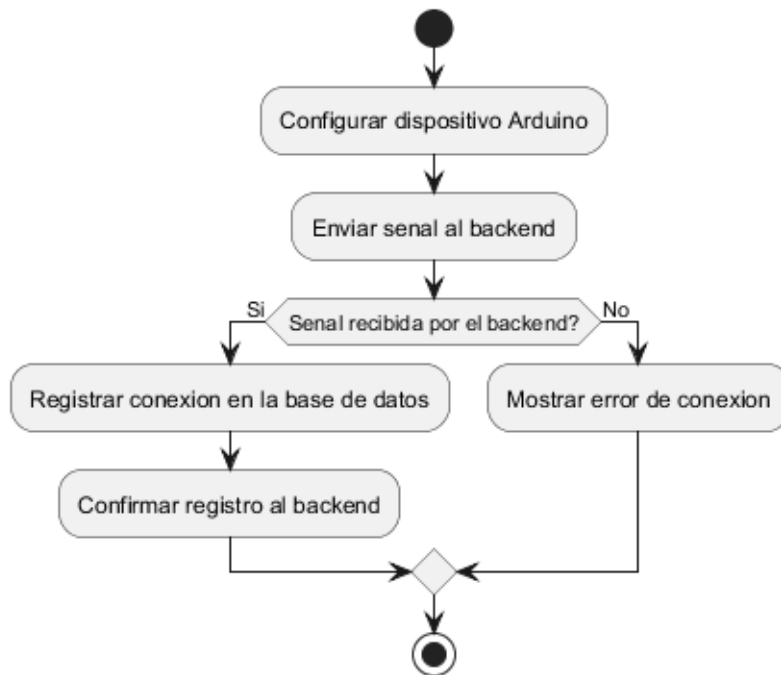 Configurar dispositivo Arduino
Enviar senal al backend
Si
Senal recibida por el backend?
No
Registrar conexion en la base de datos
Mostrar error de conexion
Confirmar registro al backend